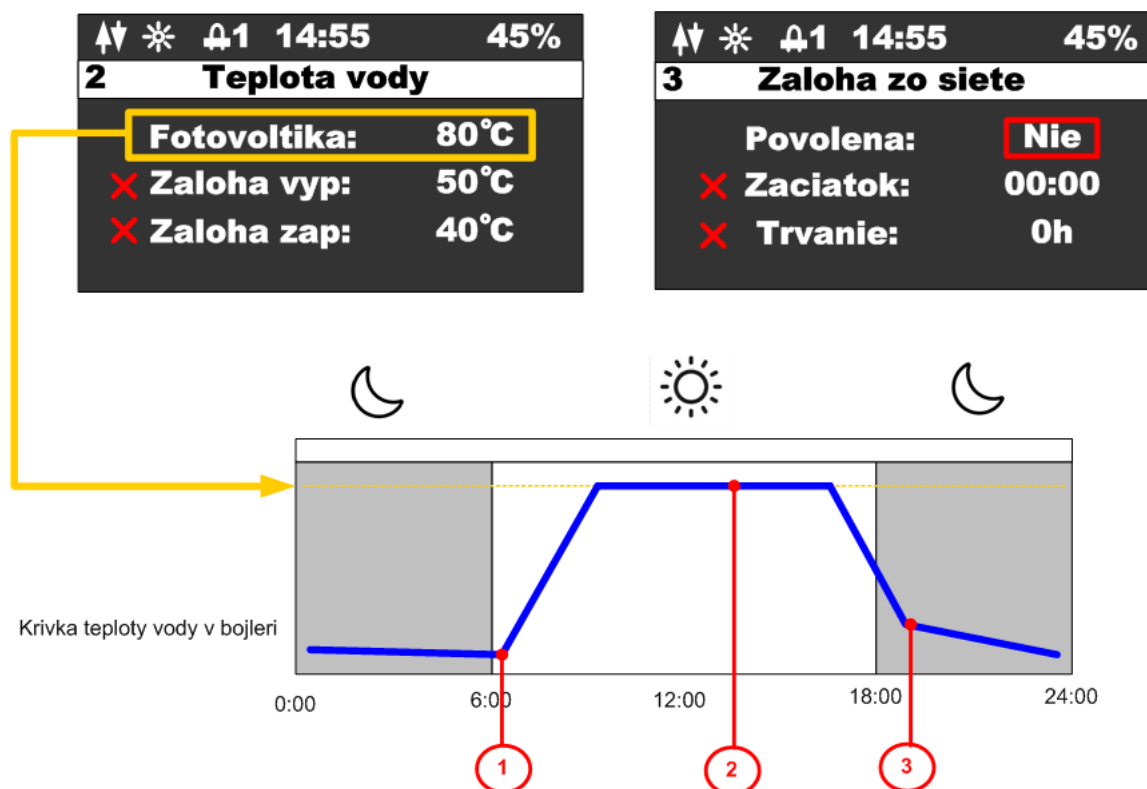 1 14:55 45%
2 Teplota vody
Fotovoltika: 80°C
Zaloha vyp: 50°C
Zaloha zap: 40°C
1 14:55 45%
3 Zaloha zo siete
Povolena: Nie
Zaciatok: 00:00
Trvanie: 0h
Krivka teploty vody v bojleri
0:00 6:00 12:00 18:00 24:00
1 2 3